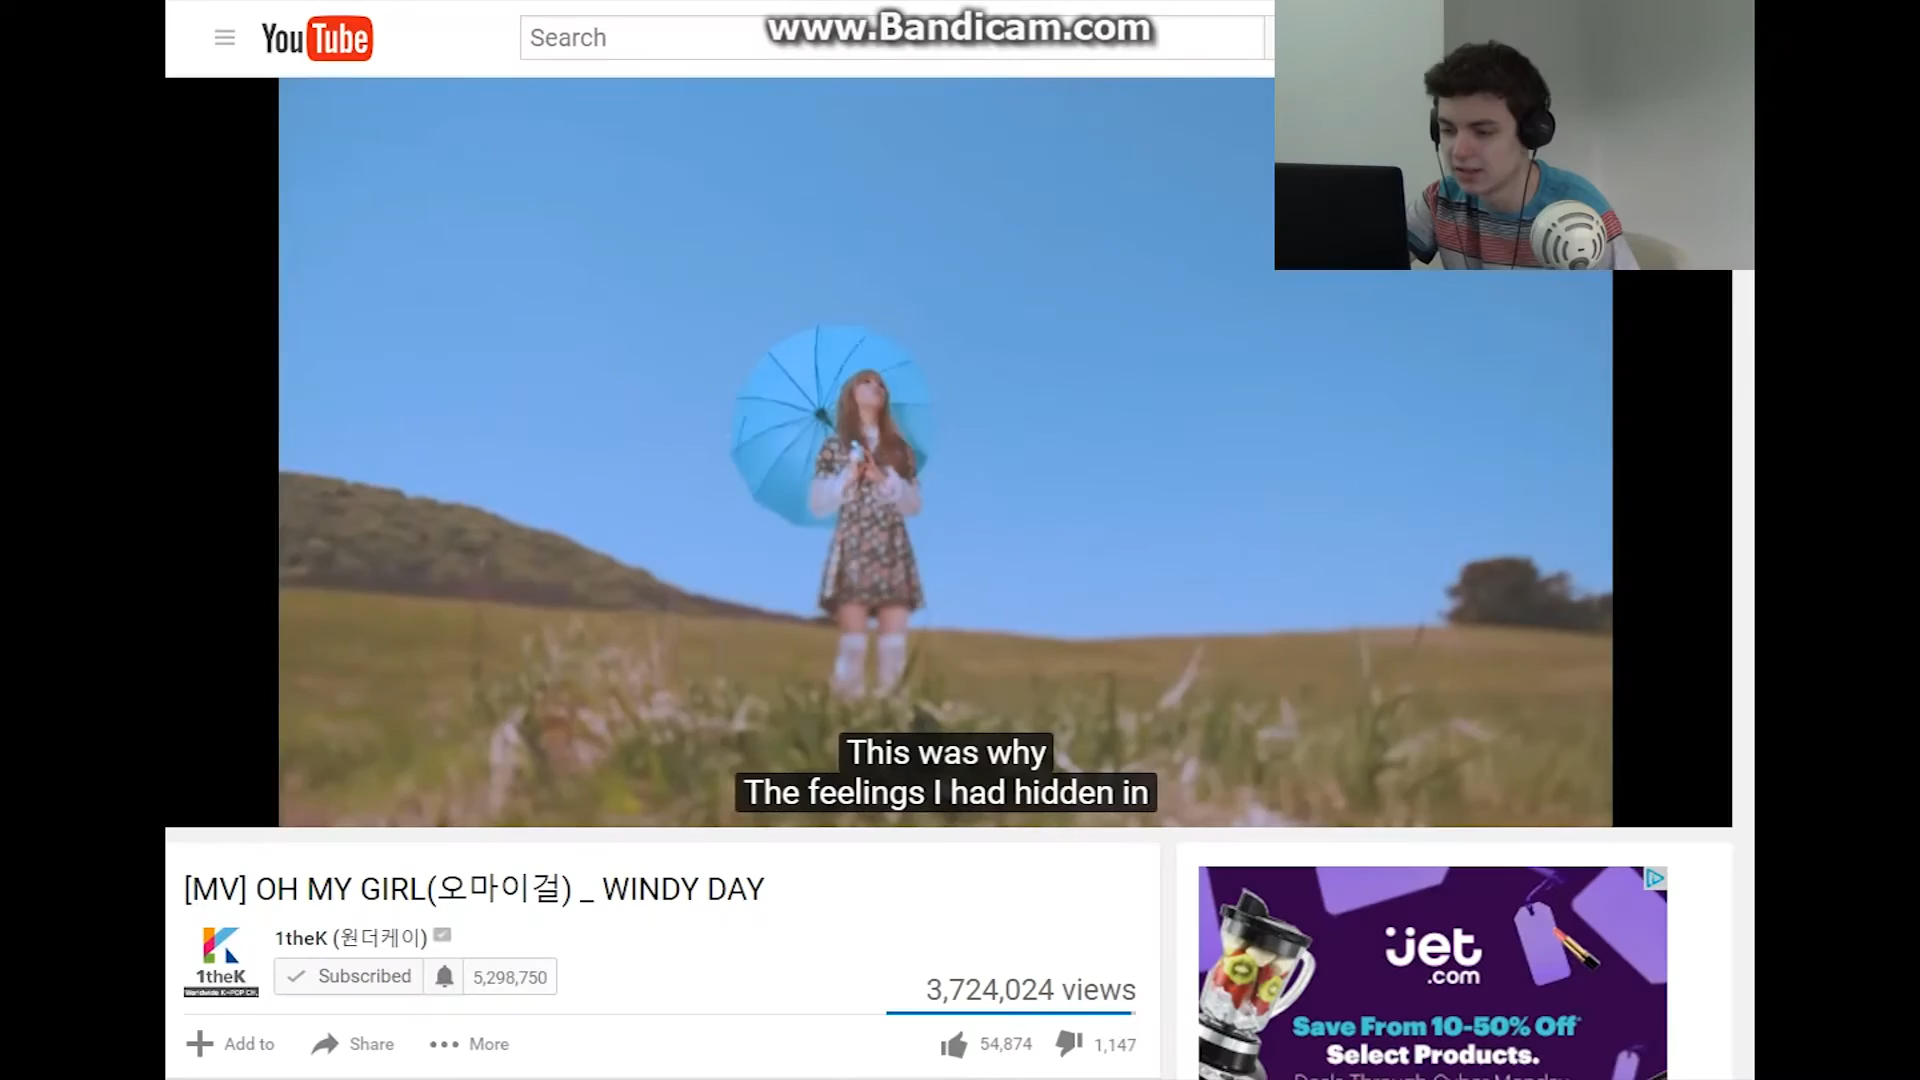 www.Bandicam.com
YouTube
Search
This was why
The feelings I had hidden in
[MV] OH MY GIRL(오마이걸) _ WINDY DAY
1theK (원더케이)
1theK
Subscribed
5,298,750
3,724,024 views
Add to
Share
More
54,874
1,147
jet
.com
Save From 10-50% Off*
Select Products.